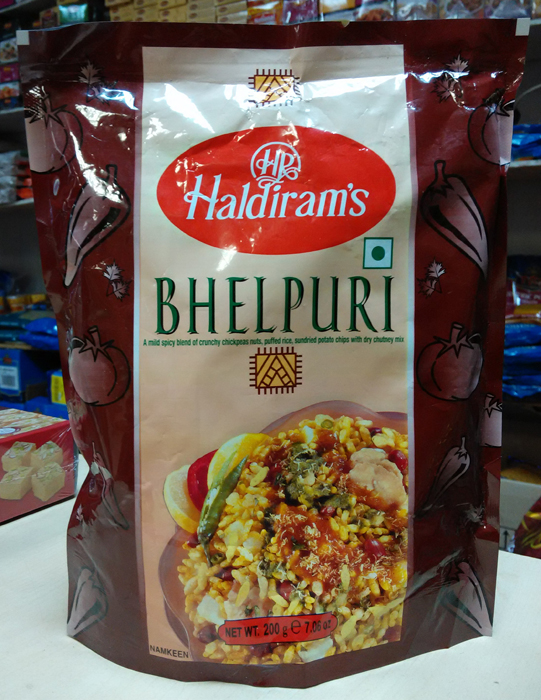 HR
Haldiram's
BHELPURI
A mild spicy blend of crunchy chickpeas nuts, puffed rice, sundried potato chips with dry chutney mix
NET WT. 200 g e 7.06 oz
NAMKEEN